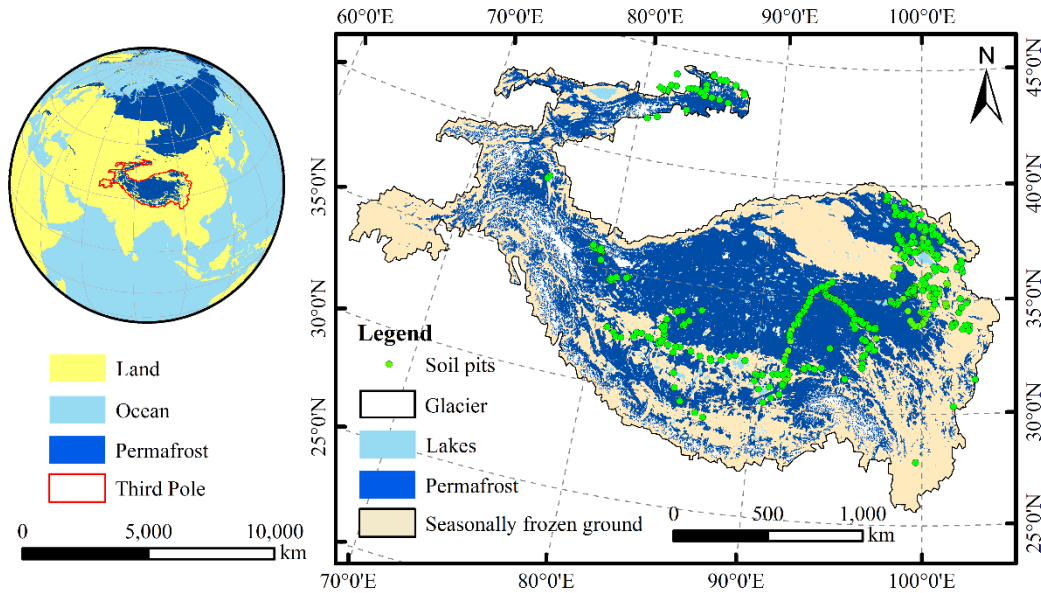 60°0'E 70°0'E 80°0'E 90°0'E 100°0'E
N
45°0'N
40°0'N
35°0'N
30°0'N
25°0'N
35°0'N
30°0'N
25°0'N
Land
Ocean
Permafrost
Third Pole
0 5,000 10,000
km
Legend
Soil pits
Glacier
Lakes
Permafrost
Seasonally frozen ground
0 500 1,000
km
70°0'E 80°0'E 90°0'E 100°0'E